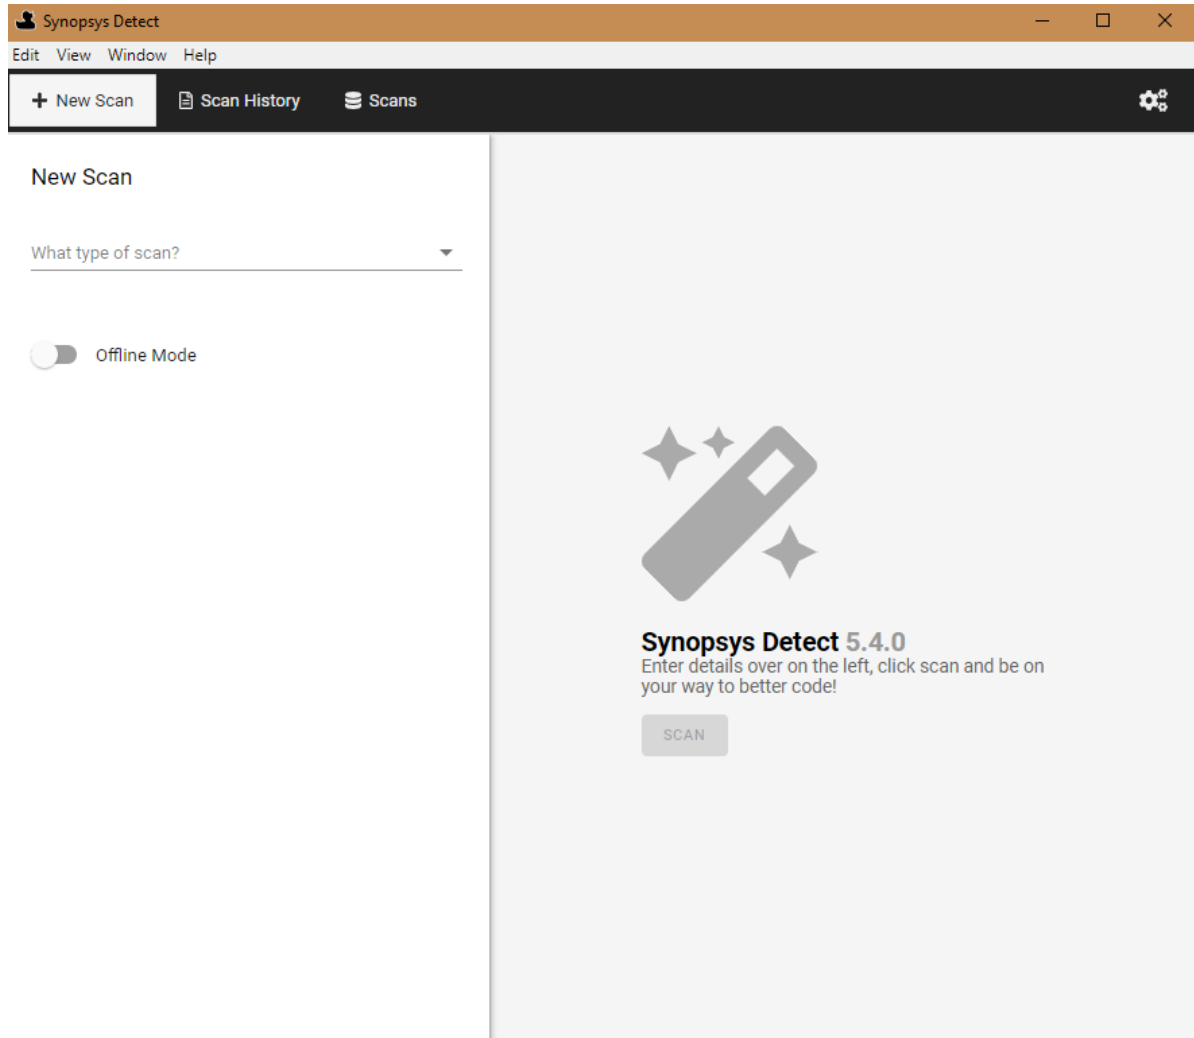 Synopsys Detect
Edit View Window Help
New Scan Scan History Scans
New Scan
What type of scan?
Offline Mode
Synopsys Detect 5.4.0
Enter details over on the left, click scan and be on
your way to better code!
SCAN